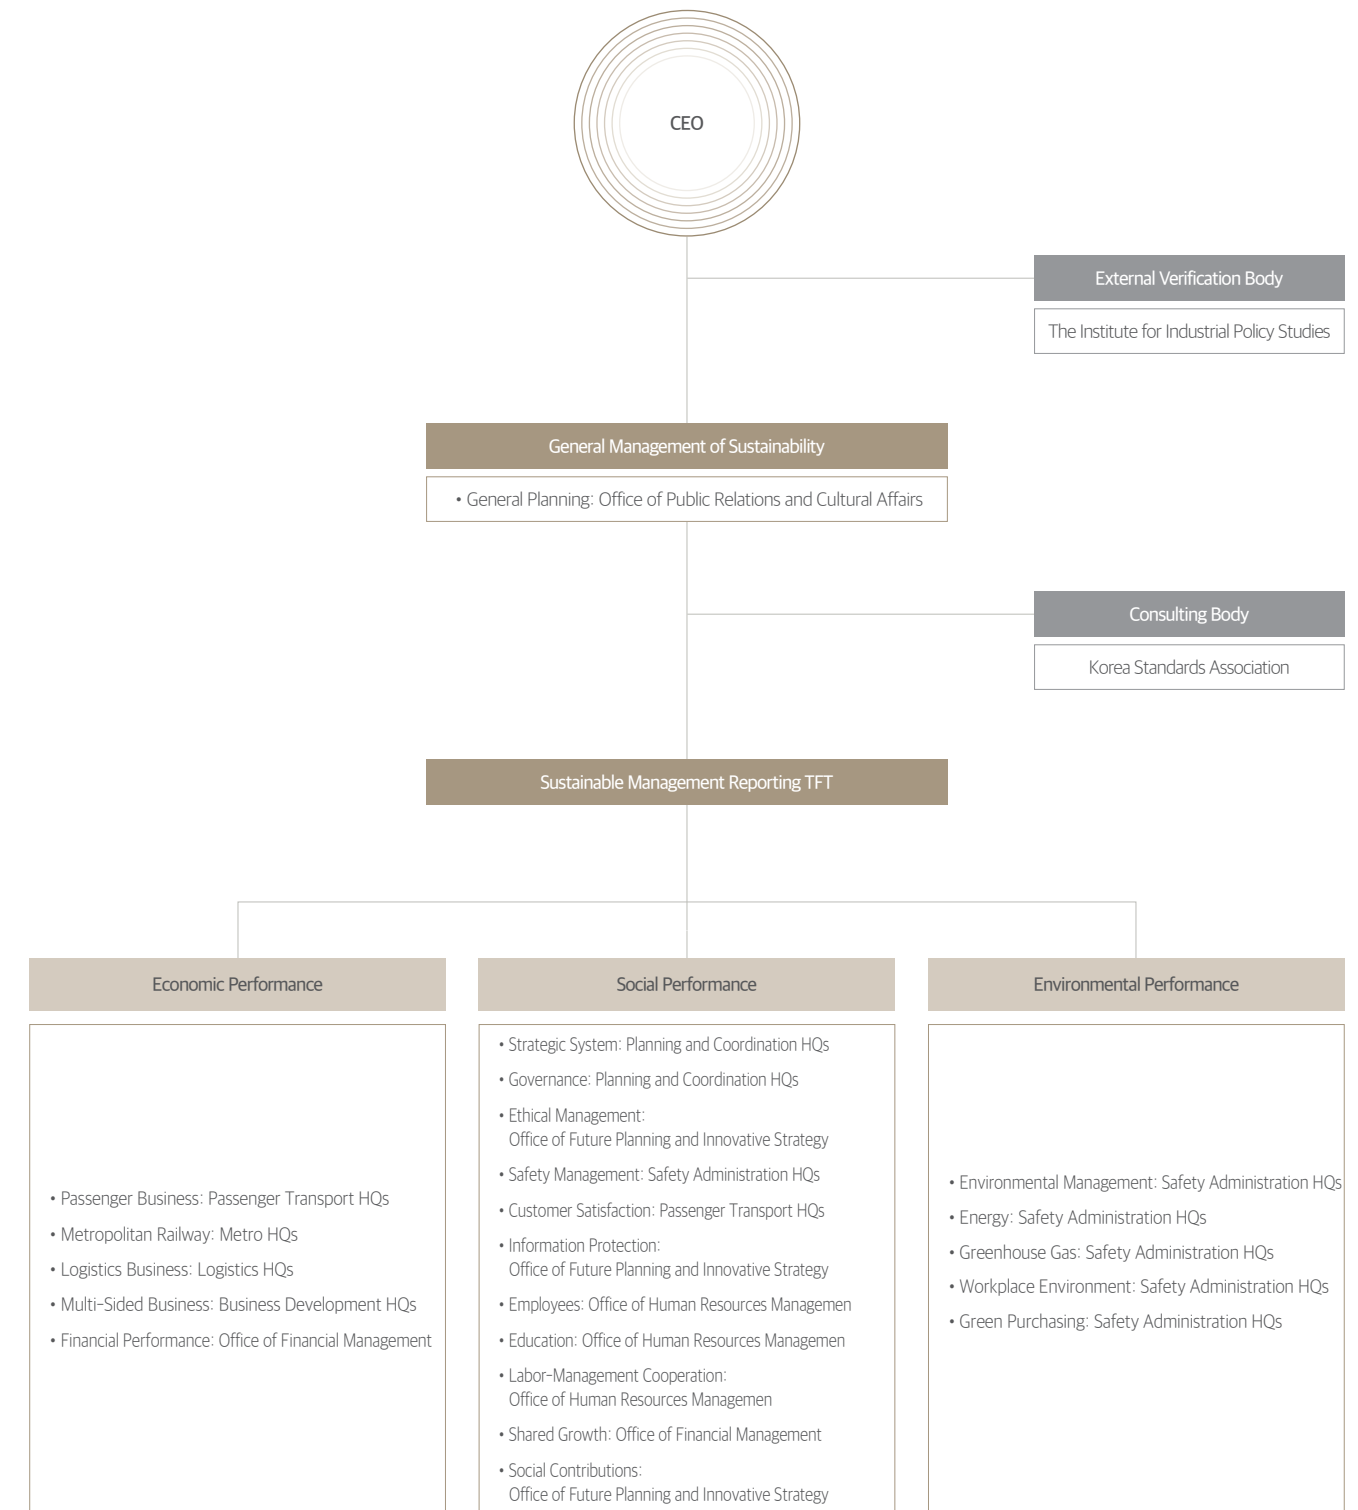 CEO
External Verification Body
The Institute for Industrial Policy Studies
General Management of Sustainability
• General Planning: Office of Public Relations and Cultural Affairs
Consulting Body
Korea Standards Association
Sustainable Management Reporting TFT
Economic Performance
• Passenger Business: Passenger Transport HQs
• Metropolitan Railway: Metro HQs
• Logistics Business: Logistics HQs
• Multi-Sided Business: Business Development HQs
• Financial Performance: Office of Financial Management
Social Performance
• Strategic System: Planning and Coordination HQs
• Governance: Planning and Coordination HQs
• Ethical Management:
Office of Future Planning and Innovative Strategy
• Safety Management: Safety Administration HQs
• Customer Satisfaction: Passenger Transport HQs
• Information Protection:
Office of Future Planning and Innovative Strategy
• Employees: Office of Human Resources Managemen
• Education: Office of Human Resources Managemen
• Labor-Management Cooperation:
Office of Human Resources Managemen
• Shared Growth: Office of Financial Management
• Social Contributions:
Office of Future Planning and Innovative Strategy
Environmental Performance
• Environmental Management: Safety Administration HQs
• Energy: Safety Administration HQs
• Greenhouse Gas: Safety Administration HQs
• Workplace Environment: Safety Administration HQs
• Green Purchasing: Safety Administration HQs